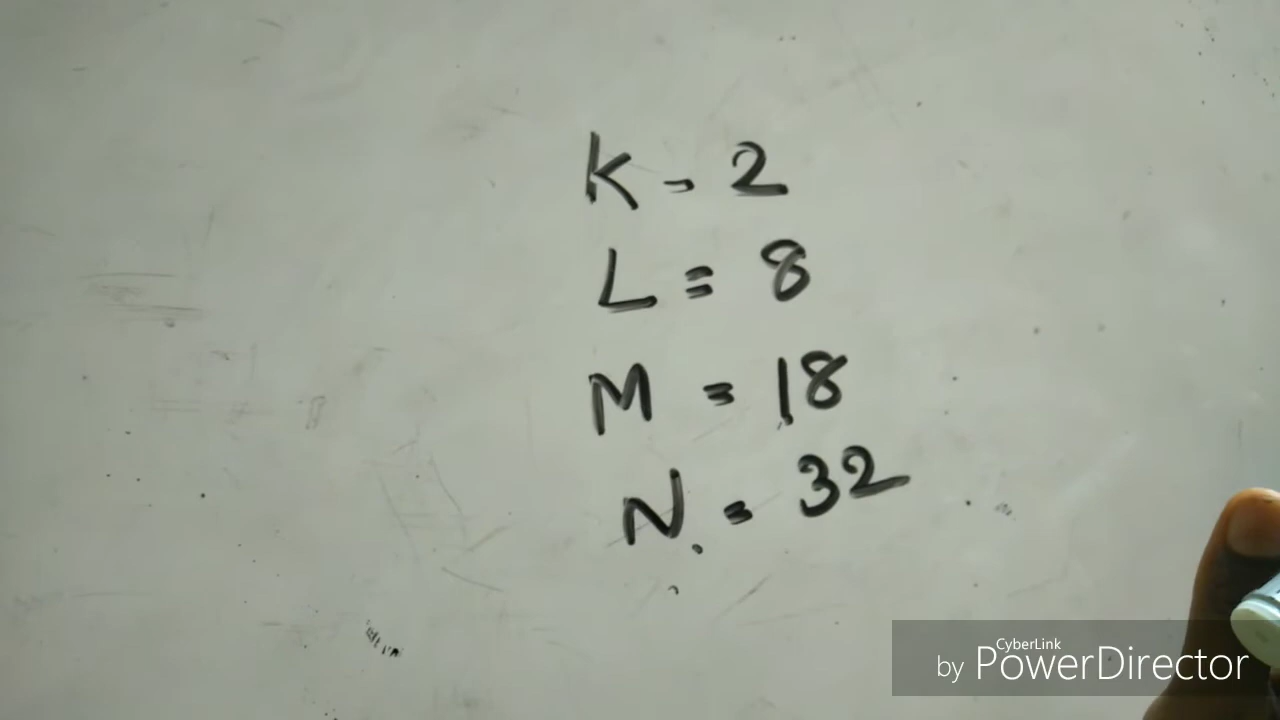 K - 2
L = 8
M = 18
N = 32
CyberLink
by PowerDirector